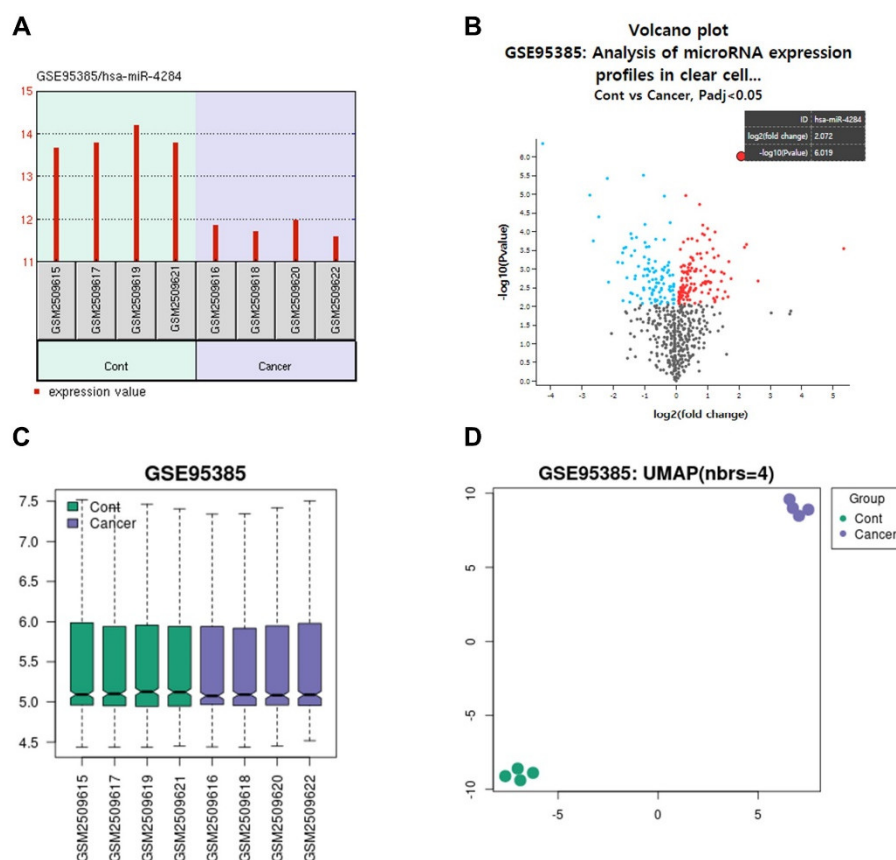 A
GSE95385/hsa-miR-4284
15
14
13
12
11
GSM2509615
GSM2509617
GSM2509619
GSM2509621
GSM2509616
GSM2509618
GSM2509620
GSM2509622
Cont
Cancer
expression value
B
Volcano plot
GSE95385: Analysis of microRNA expression
profiles in clear cell...
Cont vs Cancer, Padj<0.05
ID hsa-miR-4284
log2(fold change) 2.072
-log10(Pvalue) 6.019
-log10(Pvalue)
6.0
5.5
5.0
4.5
4.0
3.5
3.0
2.5
2.0
1.5
1.0
0.5
0.0
-4 -3 -2 -1 0 1 2 3 4 5
log2(fold change)
C
GSE95385
Cont
Cancer
7.5
7.0
6.5
6.0
5.5
5.0
4.5
GSM2509615
GSM2509617
GSM2509619
GSM2509621
GSM2509616
GSM2509618
GSM2509620
GSM2509622
D
GSE95385: UMAP(nbrs=4)
10
5
0
-5
-10
-5 0 5
Group
Cont
Cancer